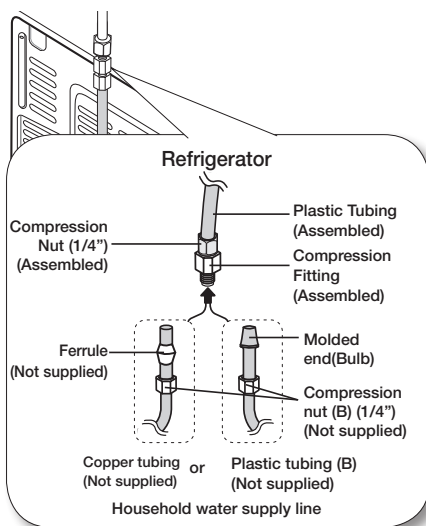 Refrigerator
Compression
Nut (1/4”)
(Assembled)
Plastic Tubing
(Assembled)
Compression
Fitting
(Assembled)
Ferrule
(Not supplied)
Molded
end(Bulb)
Compression
nut (B) (1/4”)
(Not supplied)
Copper tubing
(Not supplied)
or
Plastic tubing (B)
(Not supplied)
Household water supply line